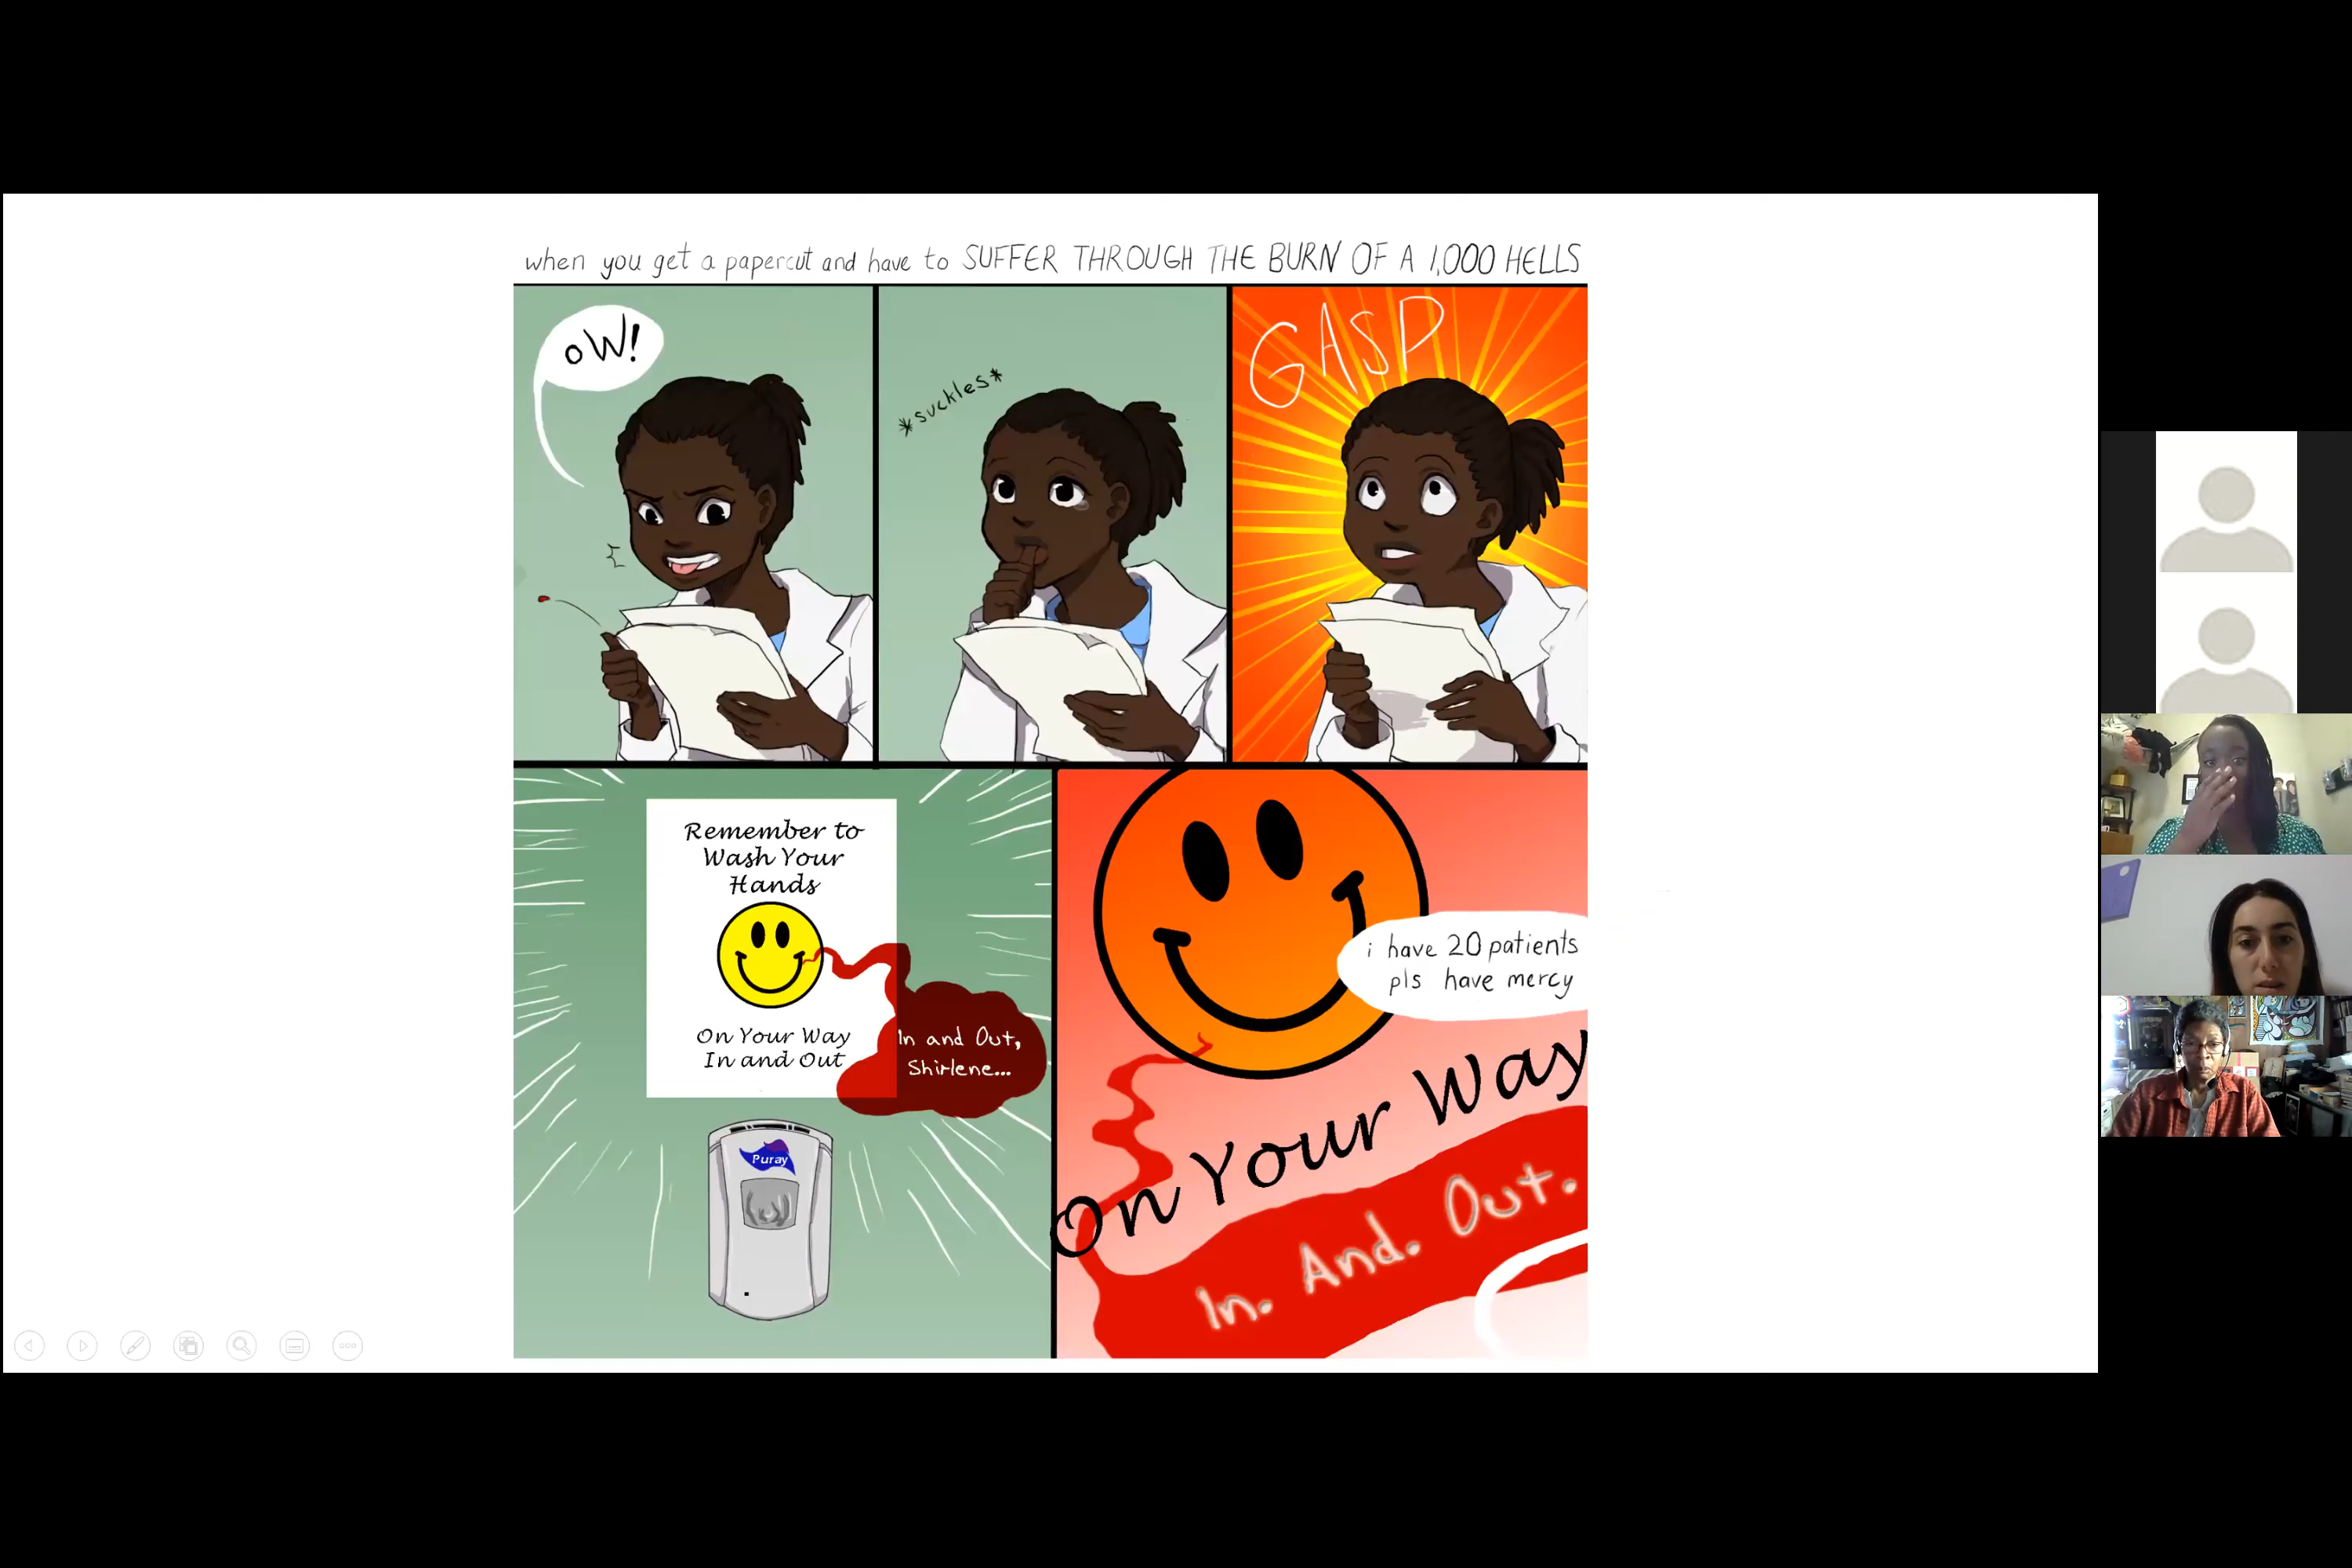 when you get a papercut and have to SUFFER THROUGH THE BURN OF A 1,000 HELLS
oW!
*suckles*
GASP
Remember to
Wash Your
Hands
On Your Way
In and Out
In and Out,
Shirlene...
Puray
i have 20 patients
pls have mercy
On Your Way
In. And. Out.